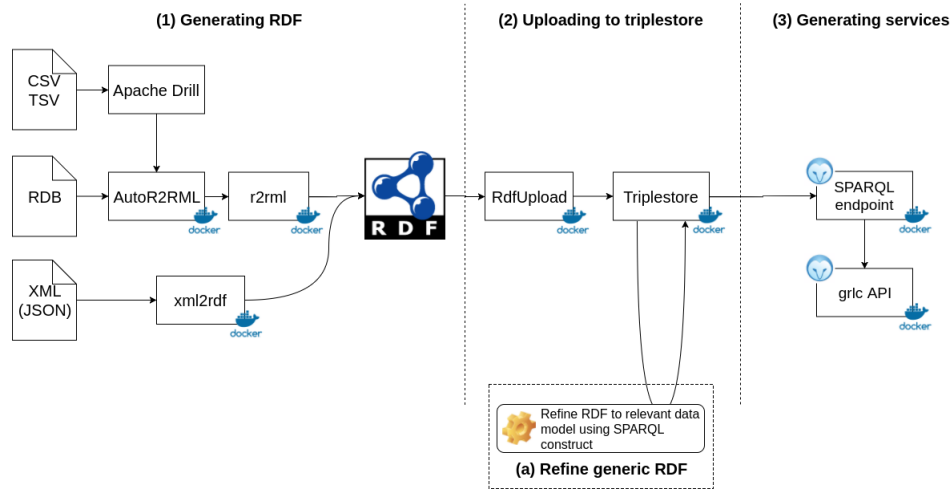 (1) Generating RDF
(2) Uploading to triplestore
(3) Generating services
CSV
TSV
Apache Drill
RDB
AutoR2RML
docker
r2rml
docker
RDF
RdfUpload
docker
Triplestore
docker
SPARQL
endpoint
docker
XML
(JSON)
xml2rdf
docker
grlc API
docker
Refine RDF to relevant data
model using SPARQL
construct
(a) Refine generic RDF